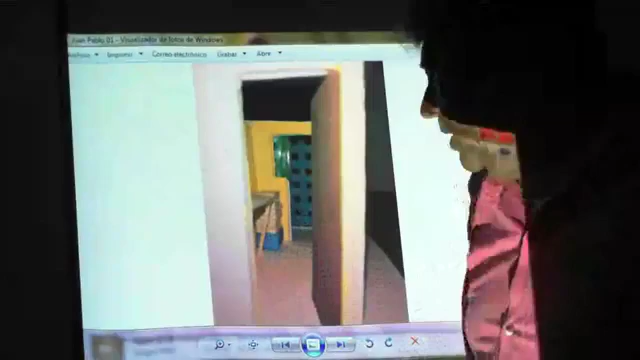 Juan Pablo 01 - Visualizador de fotos de Windows
Archivo Imprimir Correo electrónico Grabar Abrir